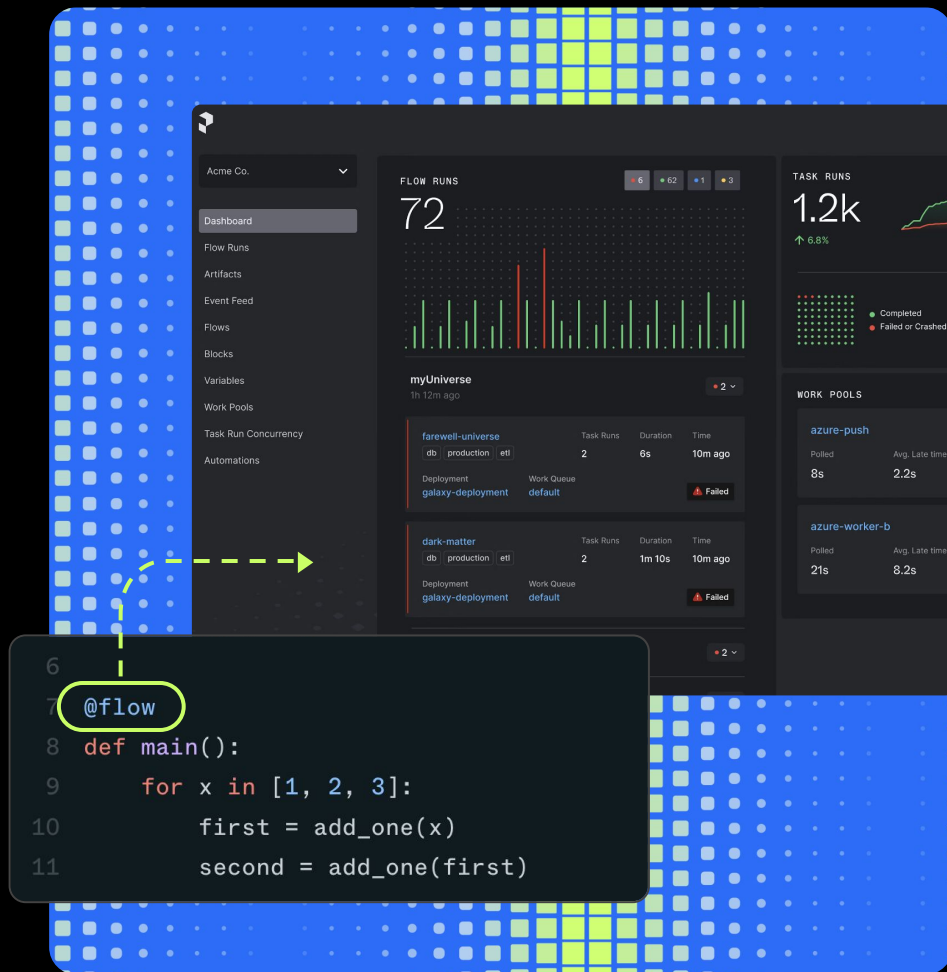 Acme Co.
Dashboard
Flow Runs
Artifacts
Event Feed
Flows
Blocks
Variables
Work Pools
Task Run Concurrency
Automations
FLOW RUNS
6 62 1 3
72
myUniverse
1h 12m ago
2
farewell-universe Task Runs Duration Time
db production etl 2 6s 10m ago
Deployment Work Queue
galaxy-deployment default Failed
dark-matter Task Runs Duration Time
db production etl 2 1m 10s 10m ago
Deployment Work Queue
galaxy-deployment default Failed
2
TASK RUNS
1.2k
6.8%
Completed
Failed or Crashed
WORK POOLS
azure-push
Polled Avg. Late time
8s 2.2s
azure-worker-b
Polled Avg. Late time
21s 8.2s
6
7 @flow
8 def main():
9 for x in [1, 2, 3]:
10 first = add_one(x)
11 second = add_one(first)